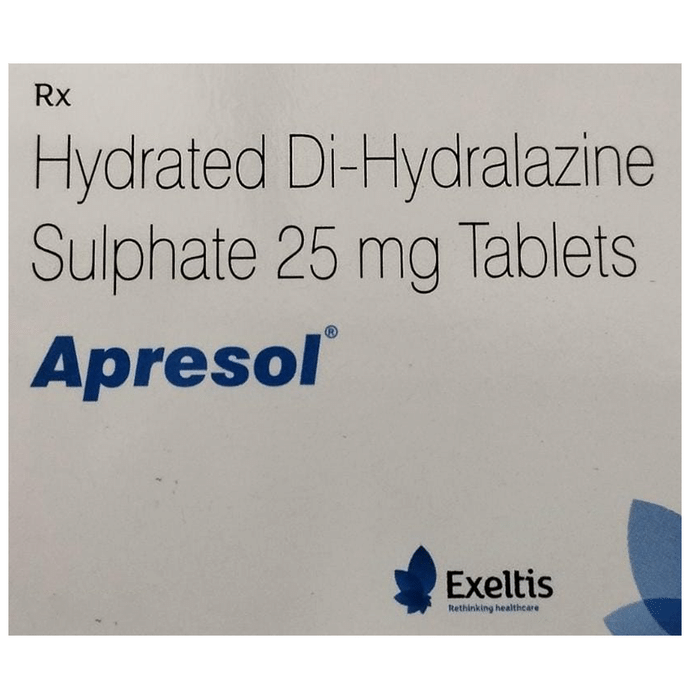 Rx
Hydrated Di-Hydralazine
Sulphate 25 mg Tablets
Apresol®
Exeltis
Rethinking healthcare